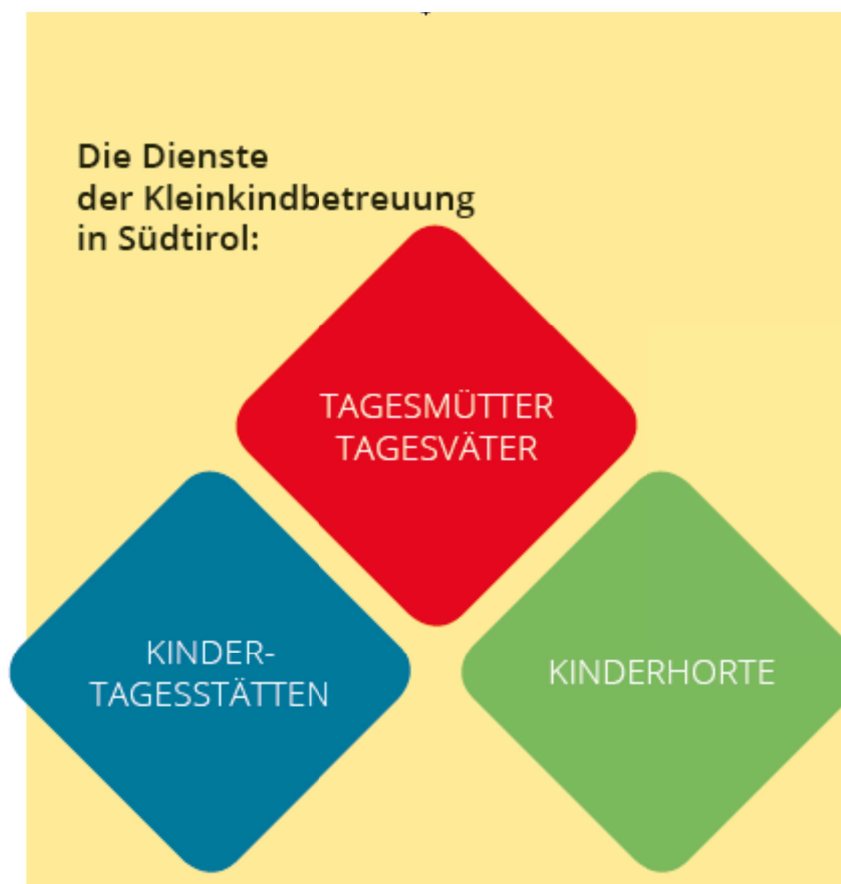 Die Dienste
der Kleinkindbetreuung
in Südtirol:
TAGESMÜTTER
TAGESVÄTER
KINDER-
TAGESSTÄTTEN
KINDERHORTE